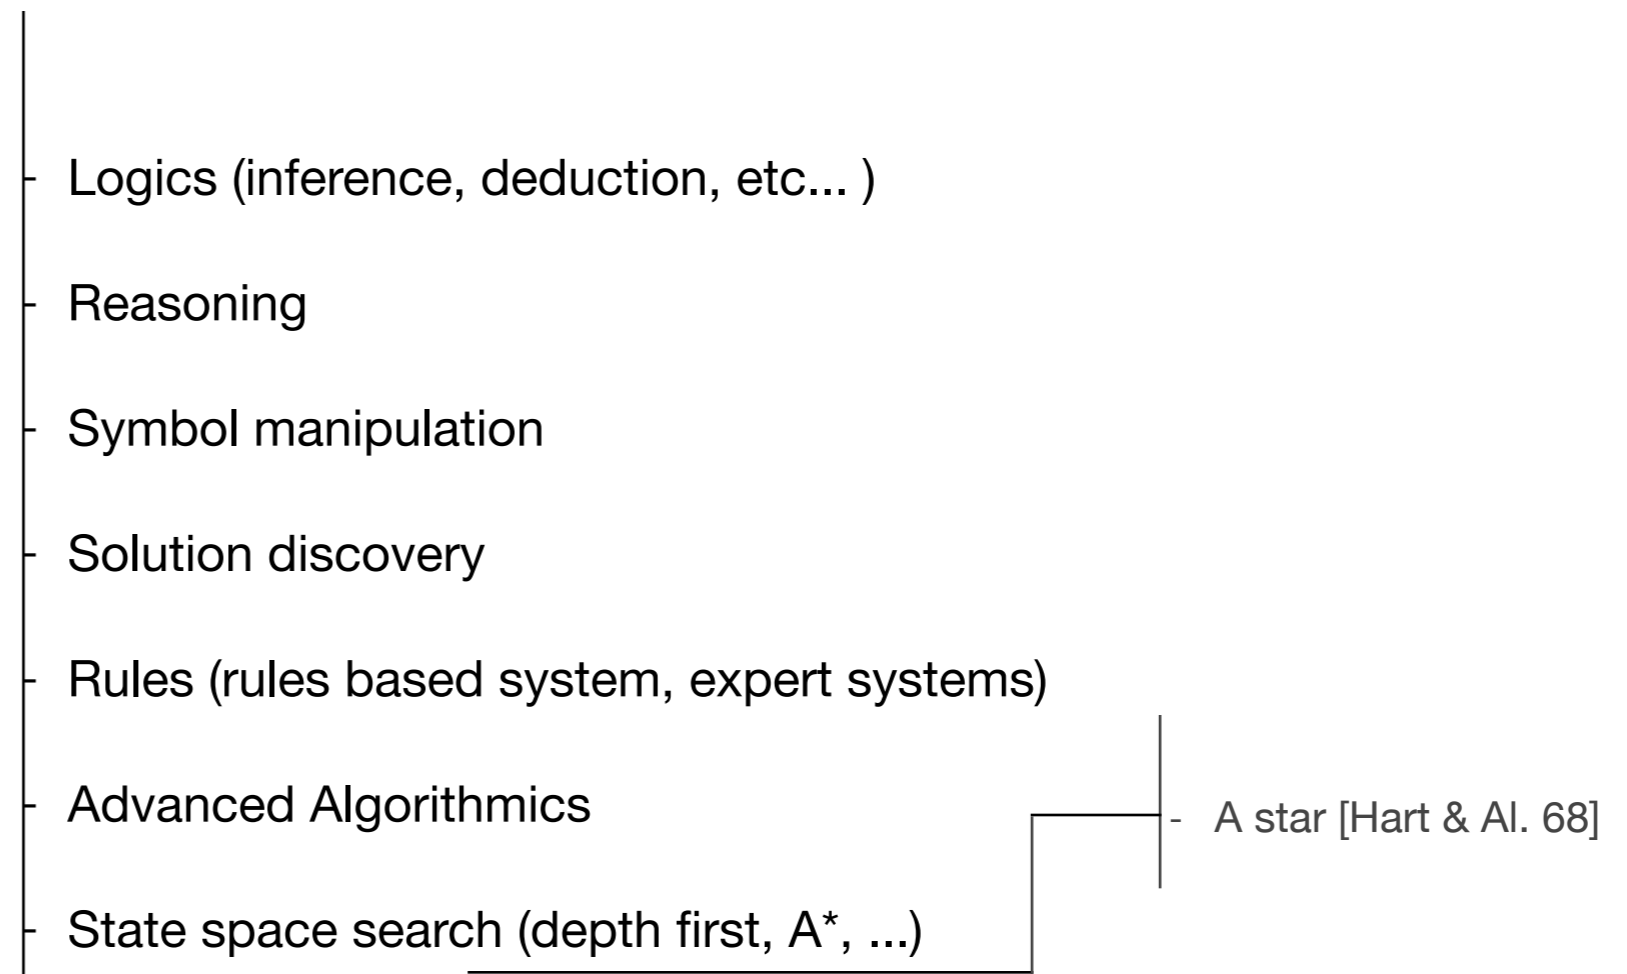 - Logics (inference, deduction, etc... )
- Reasoning
- Symbol manipulation
- Solution discovery
- Rules (rules based system, expert systems)
- Advanced Algorithmics
- A star [Hart & Al. 68]
- State space search (depth first, A*, ...)